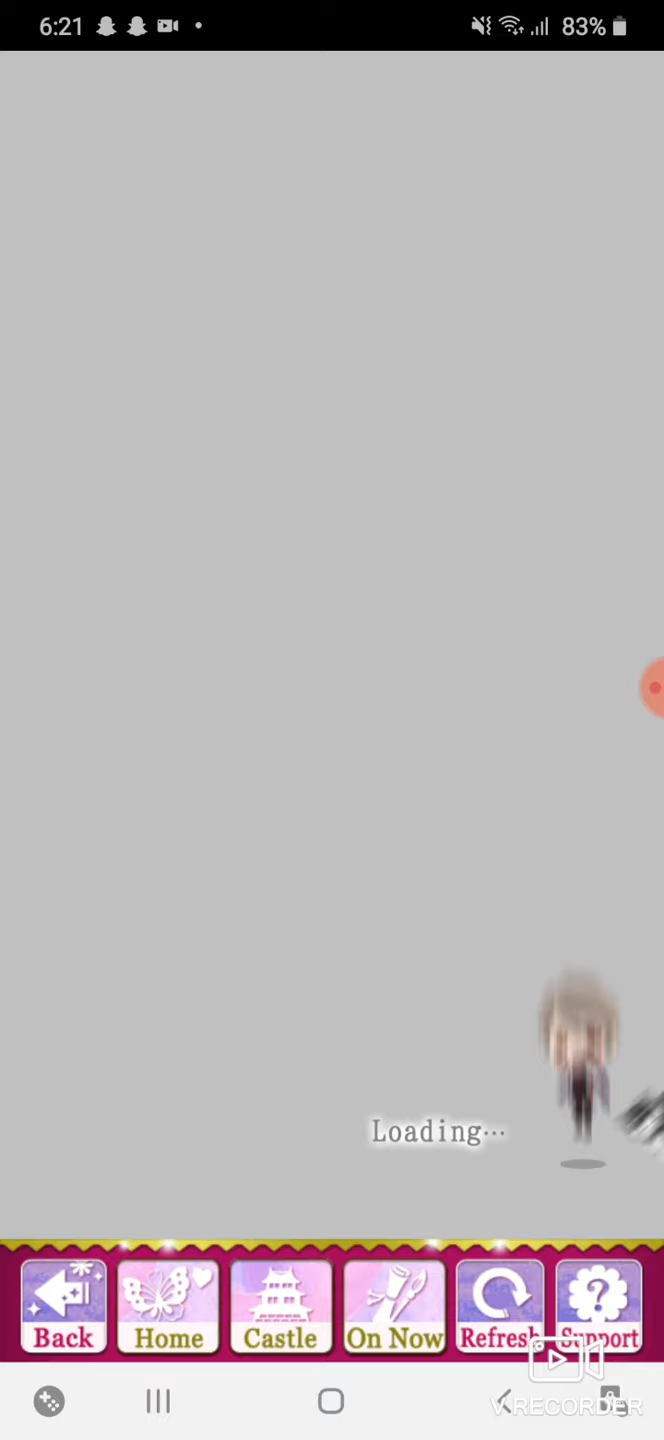 6:21
83%
Loading...
Back Home Castle On Now Refresh Support
V.RECORDER